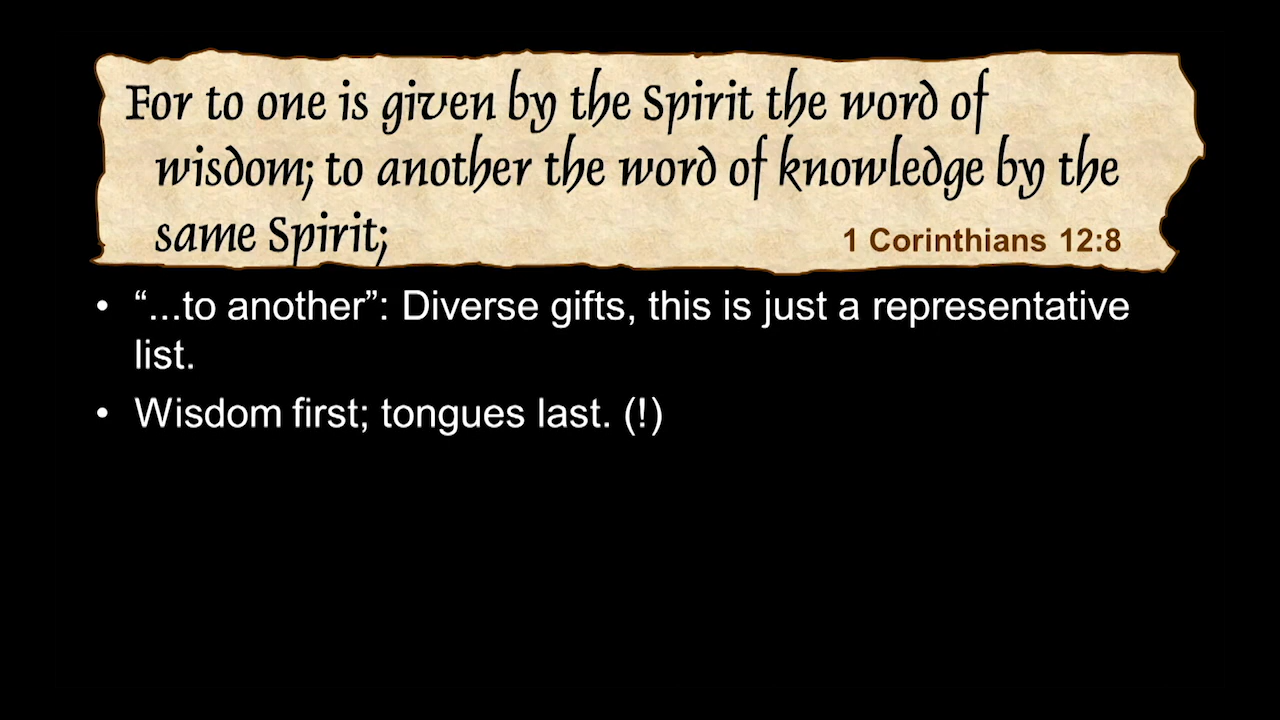 For to one is given by the Spirit the word of
wisdom; to another the word of knowledge by the
same Spirit;
1 Corinthians 12:8
• “...to another”: Diverse gifts, this is just a representative
list.
• Wisdom first; tongues last. (!)